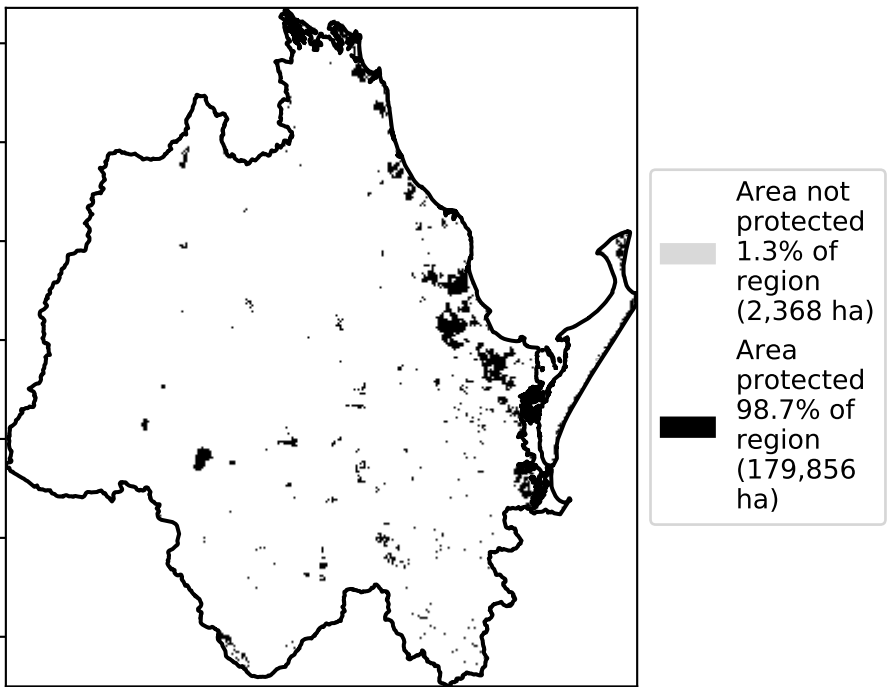 Area not
protected
1.3% of
region
(2,368 ha)
Area
protected
98.7% of
region
(179,856
ha)